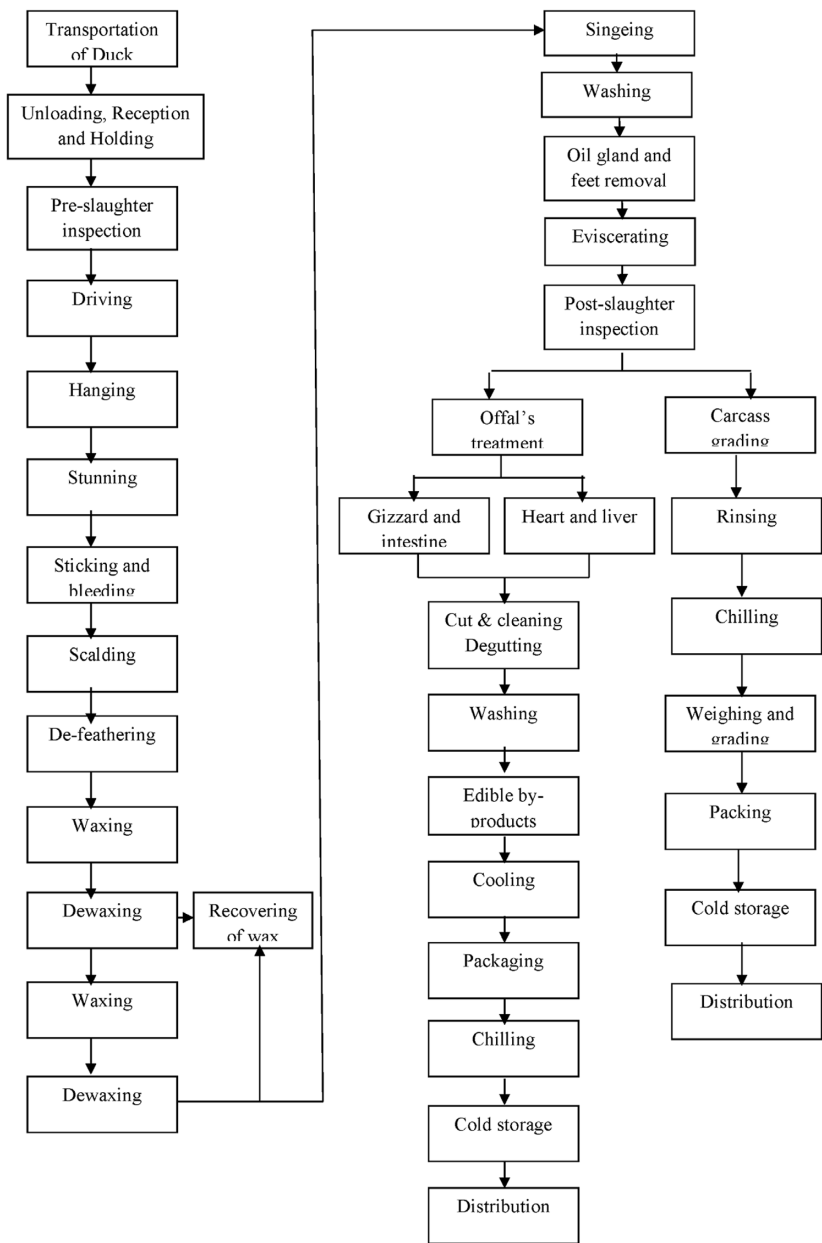 Transportation
of Duck
Unloading, Reception
and Holding
Pre-slaughter
inspection
Driving
Hanging
Stunning
Sticking and
bleeding
Scalding
De-feathering
Waxing
Dewaxing
Recovering
of wax
Waxing
Dewaxing
Singeing
Washing
Oil gland and
feet removal
Eviscerating
Post-slaughter
inspection
Offal's
treatment
Gizzard and
intestine
Heart and liver
Cut & cleaning
Degutting
Washing
Edible by-
products
Cooling
Packaging
Chilling
Cold storage
Distribution
Carcass
grading
Rinsing
Chilling
Weighing and
grading
Packing
Cold storage
Distribution